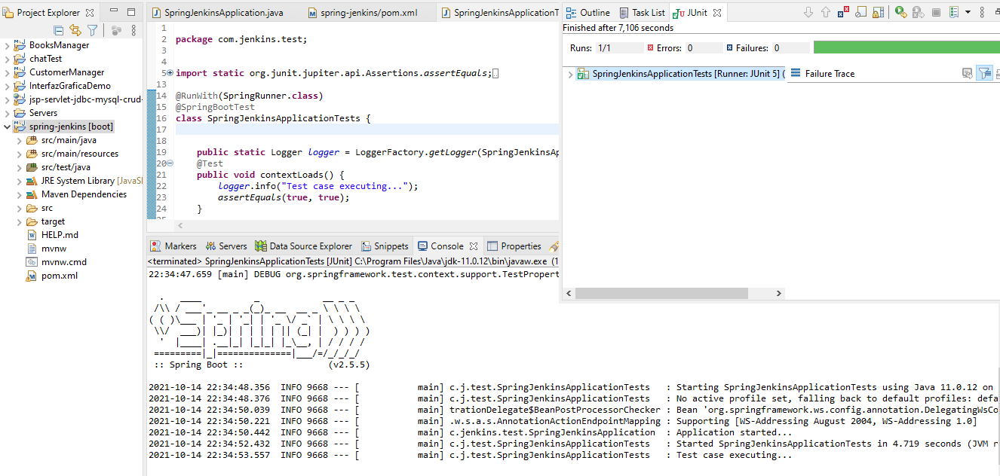 Project Explorer
BooksManager
chatTest
CustomerManager
InterfazGraficaDemo
jsp-servlet-jdbc-mysql-crud-
Servers
spring-jenkins [boot]
src/main/java
src/main/resources
src/test/java
JRE System Library [JavaS
Maven Dependencies
src
target
HELP.md
mvnw
mvnw.cmd
pom.xml
SpringJenkinsApplication.java
spring-jenkins/pom.xml
SpringJenkinsApplicationT
1
2 package com.jenkins.test;
3
4
5 import static org.junit.jupiter.api.Assertions.assertEquals;
13
14 @RunWith(SpringRunner.class)
15 @SpringBootTest
16 class SpringJenkinsApplicationTests {
17
18
19 public static Logger logger = LoggerFactory.getLogger(SpringJenkinsA
20 @Test
21 public void contextLoads() {
22 logger.info("Test case executing...");
23 assertEquals(true, true);
24 }
25
Outline
Task List
JUnit
Finished after 7,106 seconds
Runs: 1/1
Errors: 0
Failures: 0
SpringJenkinsApplicationTests [Runner: JUnit 5] (
Failure Trace
Markers
Servers
Data Source Explorer
Snippets
Console
Properties
<terminated> SpringJenkinsApplicationTests [JUnit] C:\Program Files\Java\jdk-11.0.12\bin\javaw.exe (1
22:34:47.659 [main] DEBUG org.springframework.test.context.support.TestPropert
Spring
:: Spring Boot :: (v2.5.5)
2021-10-14 22:34:48.356 INFO 9668 --- [ main] c.j.test.SpringJenkinsApplicationTests : Starting SpringJenkinsApplicationTests using Java 11.0.12 on
2021-10-14 22:34:48.376 INFO 9668 --- [ main] c.j.test.SpringJenkinsApplicationTests : No active profile set, falling back to default profiles: defa
2021-10-14 22:34:50.039 INFO 9668 --- [ main] trationDelegate$BeanPostProcessorChecker : Bean 'org.springframework.ws.config.annotation.DelegatingWsCo
2021-10-14 22:34:50.221 INFO 9668 --- [ main] .w.s.a.s.AnnotationActionEndpointMapping : Supporting [WS-Addressing August 2004, WS-Addressing 1.0]
2021-10-14 22:34:50.442 INFO 9668 --- [ main] c.jenkins.test.SpringJenkinsApplication : Application started...
2021-10-14 22:34:52.432 INFO 9668 --- [ main] c.j.test.SpringJenkinsApplicationTests : Started SpringJenkinsApplicationTests in 4.719 seconds (JVM r
2021-10-14 22:34:53.557 INFO 9668 --- [ main] c.j.test.SpringJenkinsApplicationTests : Test case executing...